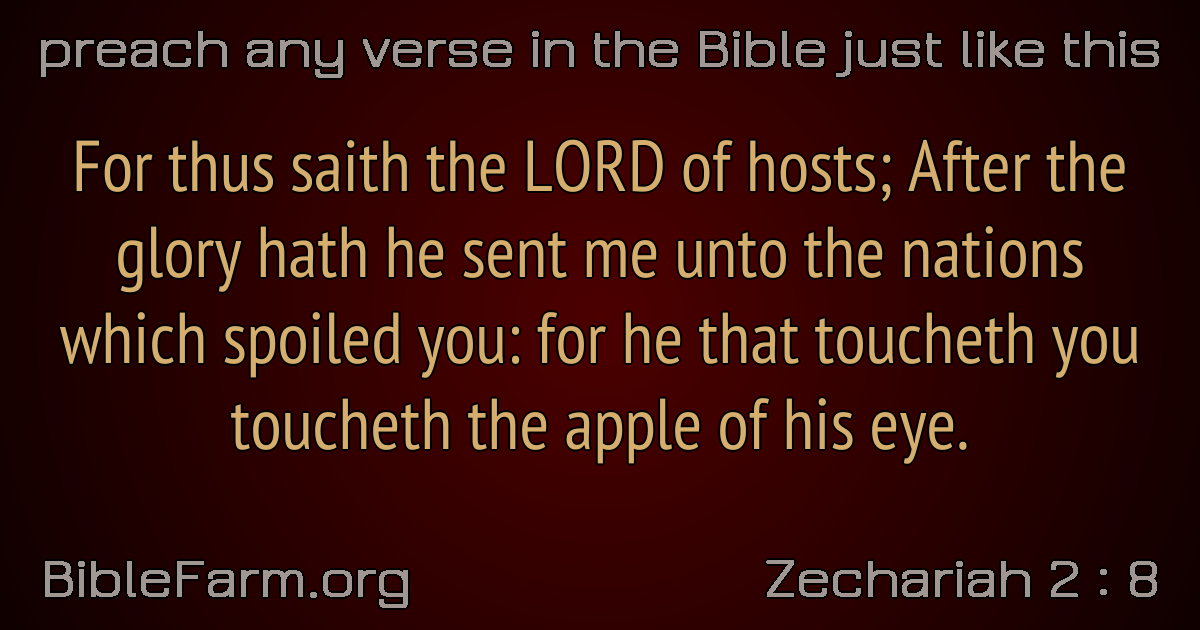 preach any verse in the Bible just like this
For thus saith the LORD of hosts; After the
glory hath he sent me unto the nations
which spoiled you: for he that toucheth you
toucheth the apple of his eye.
BibleFarm.org
Zechariah 2 : 8